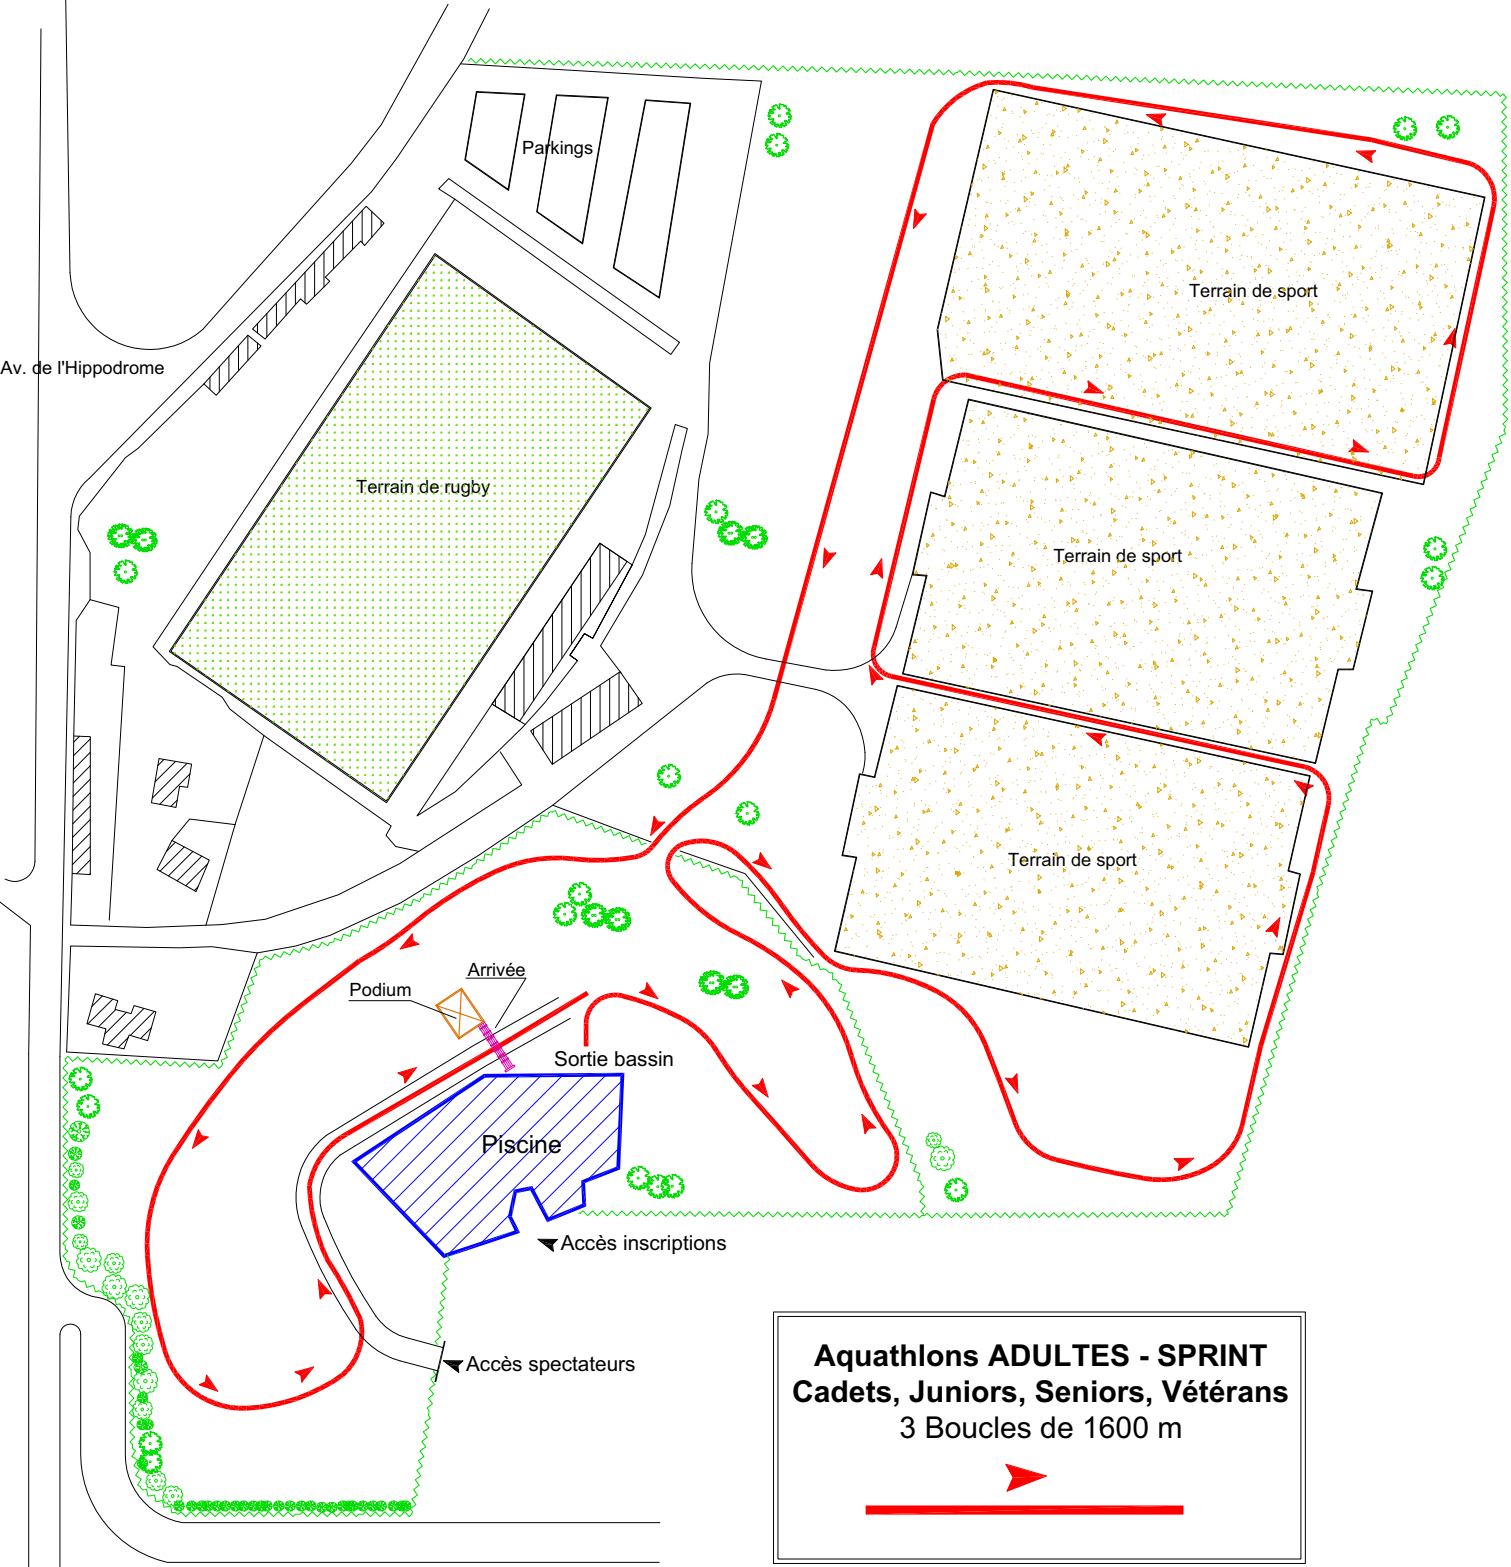 Parkings
Terrain de sport
Av. de l'Hippodrome
Terrain de rugby
Terrain de sport
Terrain de sport
Arrivée
Podium
Sortie bassin
Piscine
Accès inscriptions
Accès spectateurs
Aquathlons ADULTES - SPRINT
Cadets, Juniors, Seniors, Vétérans
3 Boucles de 1600 m